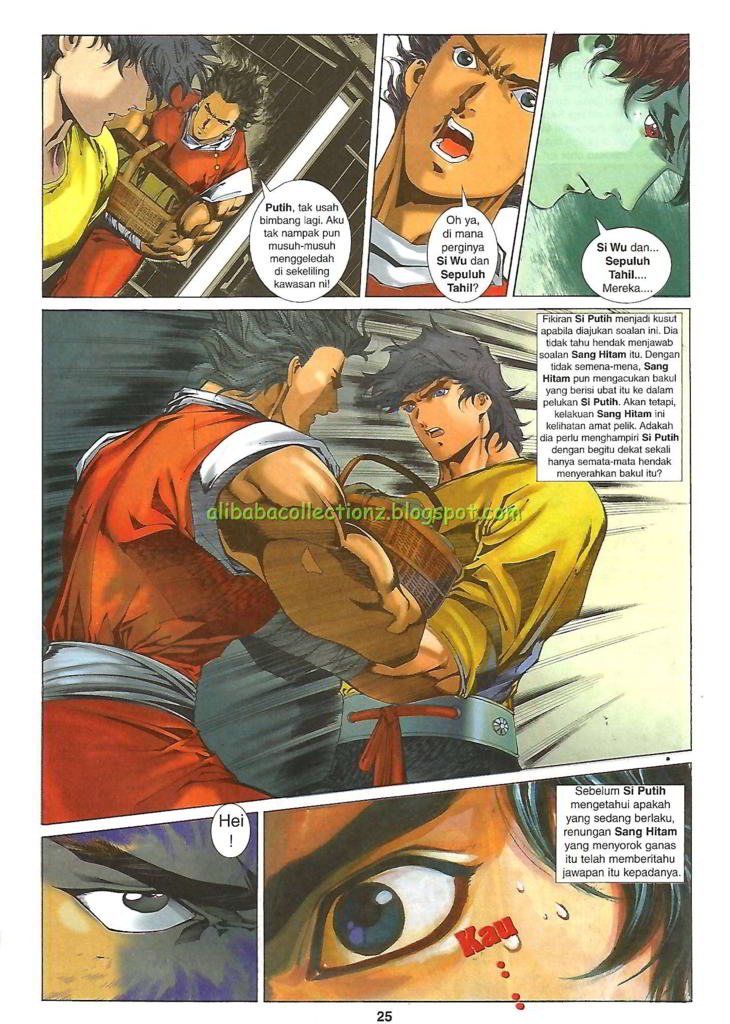 Putih, tak usah
bimbang lagi. Aku
tak nampak pun
musuh-musuh
menggeledah
di sekeliling
kawasan ni!
Oh ya,
di mana
perginya
Si Wu dan
Sepuluh
Tahil?
Si Wu dan...
Sepuluh
Tahil....
Mereka....
Fikiran Si Putih menjadi kusut
apabila diajukan soalan ini. Dia
tidak tahu hendak menjawab
soalan Sang Hitam itu. Dengan
tidak semena-mena, Sang
Hitam pun mengacukan bakul
yang berisi ubat itu ke dalam
pelukan Si Putih. Akan tetapi,
kelakuan Sang Hitam ini
kelihatan amat pelik. Adakah
dia perlu menghampiri Si Putih
dengan begitu dekat sekali
hanya semata-mata hendak
menyerahkan bakul itu?
alibabacollectionz.blogspot.com
Hei
!
Sebelum Si Putih
mengetahui apakah
yang sedang berlaku,
renungan Sang Hitam
yang menyorok ganas
itu telah memberitahu
jawapan itu kepadanya.
Kau
...
25